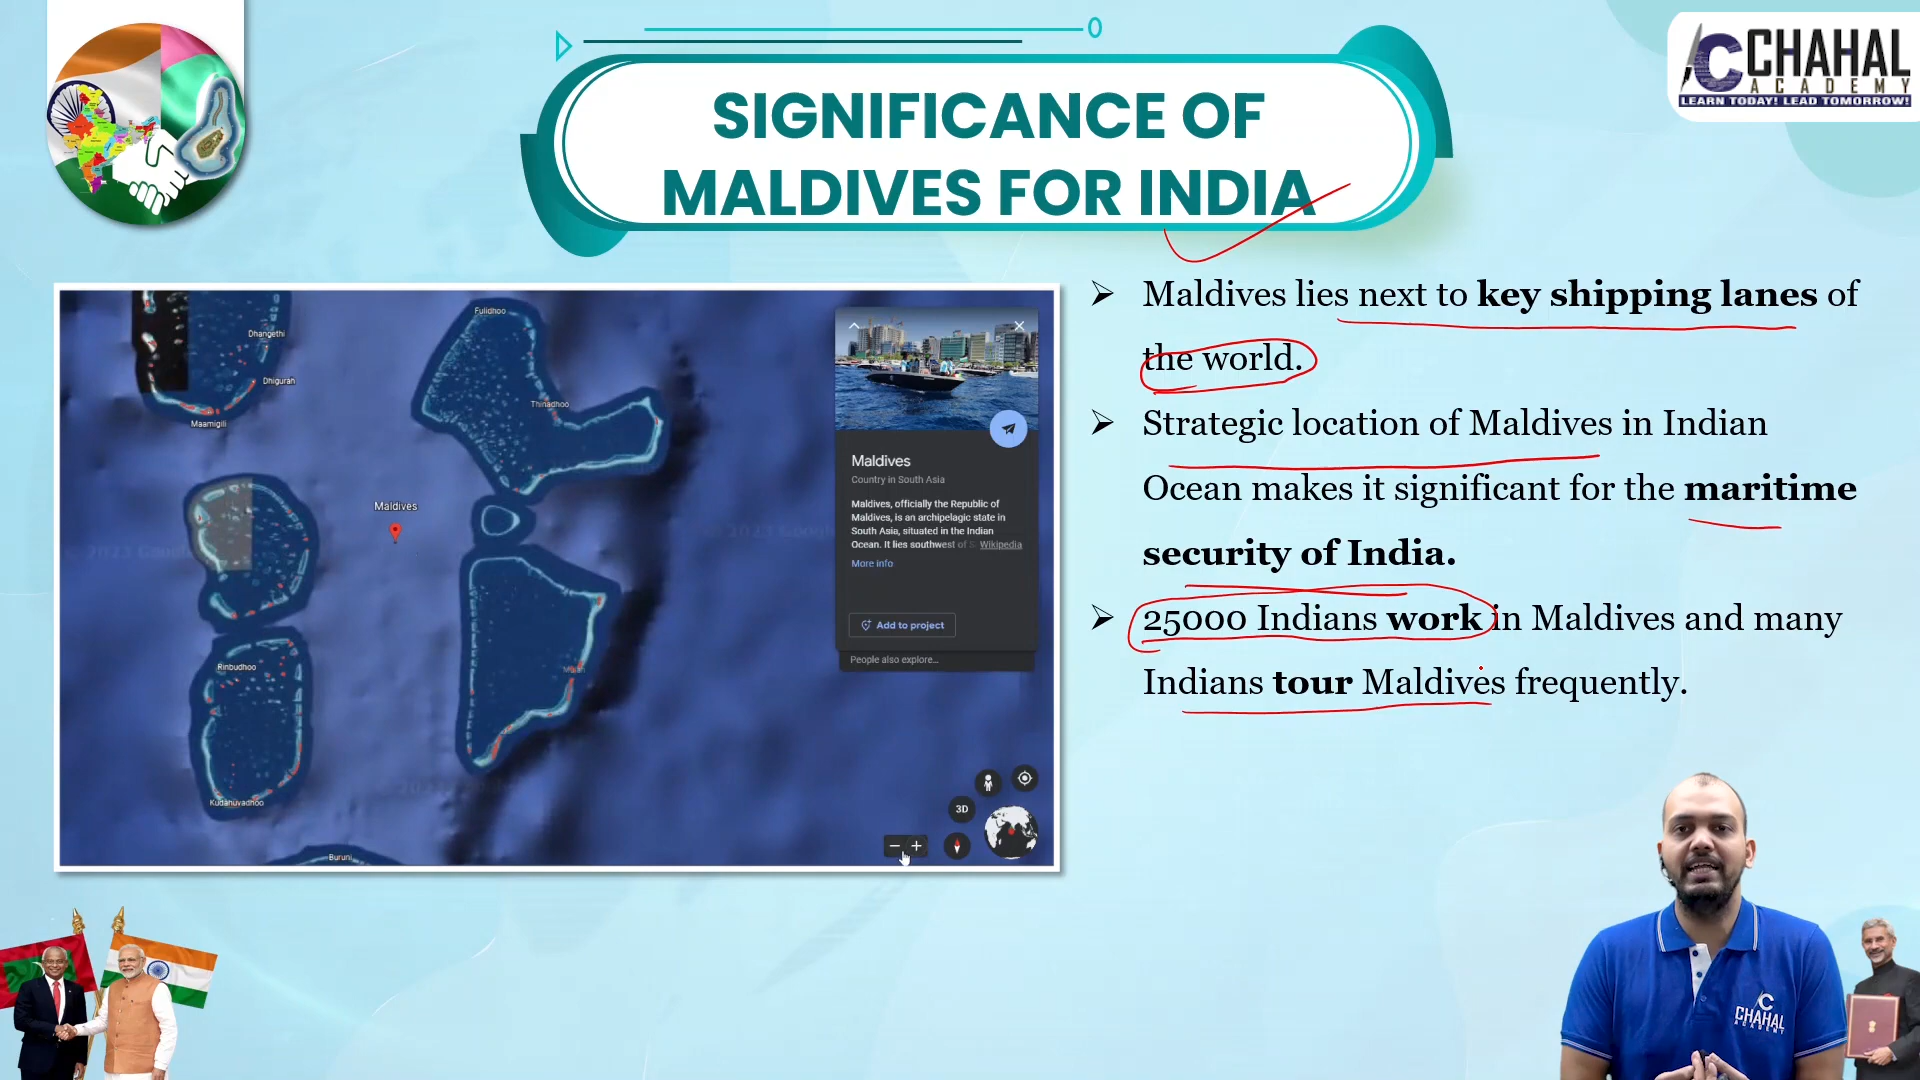 CHAHAL
ACADEMY
LEARN TODAY! LEAD TOMORROW!
SIGNIFICANCE OF
MALDIVES FOR INDIA
➢ Maldives lies next to key shipping lanes of
the world.
➢ Strategic location of Maldives in Indian
Ocean makes it significant for the maritime
security of India.
➢ 25000 Indians work in Maldives and many
Indians tour Maldives frequently.
Fulidhoo
Dhangethi
Dhigurah
Thinadhoo
Maamigili
Maldives
Rinbudhoo
Kudahuvadhoo
Buruni
Maldives
Country in South Asia
Maldives, officially the Republic of
Maldives, is an archipelagic state in
South Asia, situated in the Indian
Ocean. It lies southwest of S Wikipedia
More info
Add to project
People also explore...
3D
CHAHAL
ACADEMY